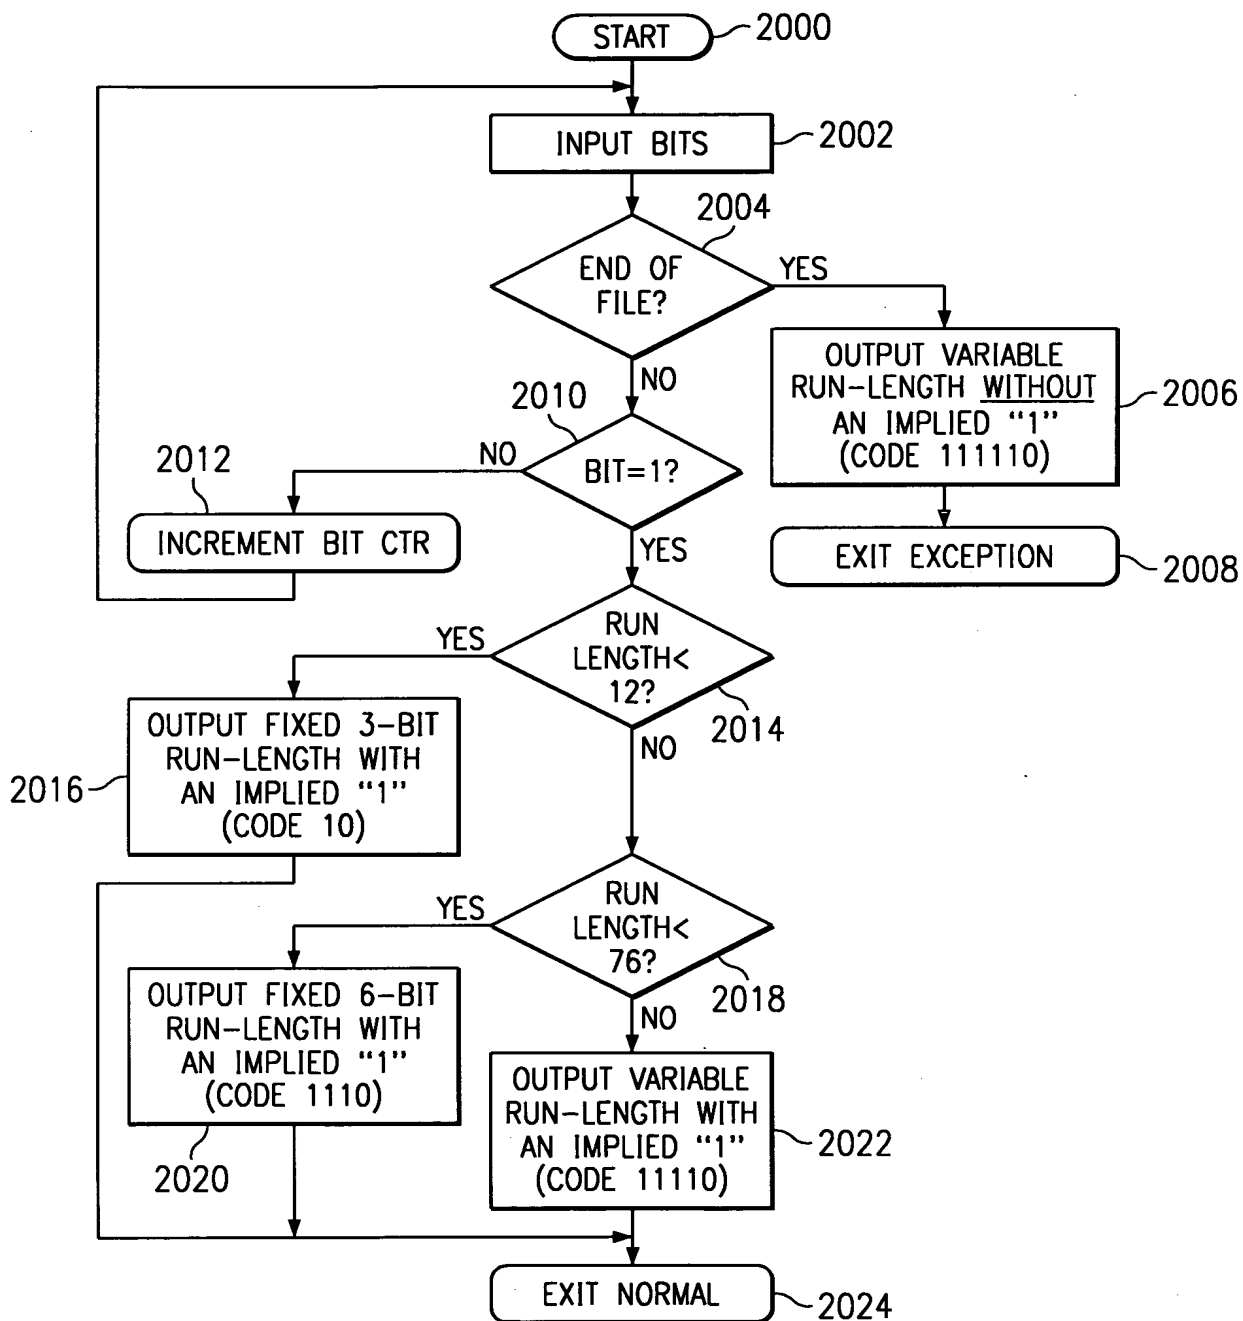 START
2000
INPUT BITS
2002
2004
END OF
FILE?
YES
NO
OUTPUT VARIABLE
RUN-LENGTH WITHOUT
AN IMPLIED “1”
(CODE 111110)
2006
2010
BIT=1?
NO
YES
2012
INCREMENT BIT CTR
EXIT EXCEPTION
2008
RUN
LENGTH<
12?
YES
2014
NO
OUTPUT FIXED 3-BIT
RUN-LENGTH WITH
AN IMPLIED “1”
(CODE 10)
2016
RUN
LENGTH<
76?
YES
2018
NO
OUTPUT FIXED 6-BIT
RUN-LENGTH WITH
AN IMPLIED “1”
(CODE 1110)
2020
OUTPUT VARIABLE
RUN-LENGTH WITH
AN IMPLIED “1”
(CODE 11110)
2022
EXIT NORMAL
2024